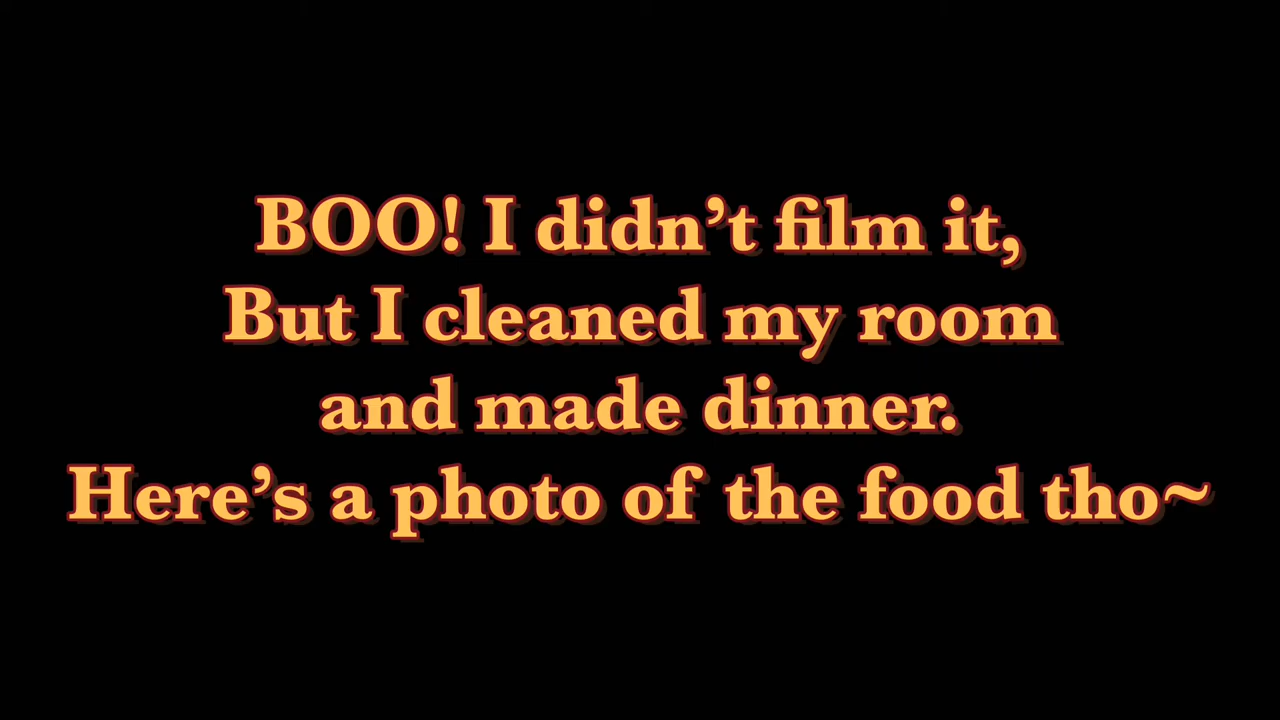 BOO! I didn’t film it,
But I cleaned my room
and made dinner.
Here’s a photo of the food tho~